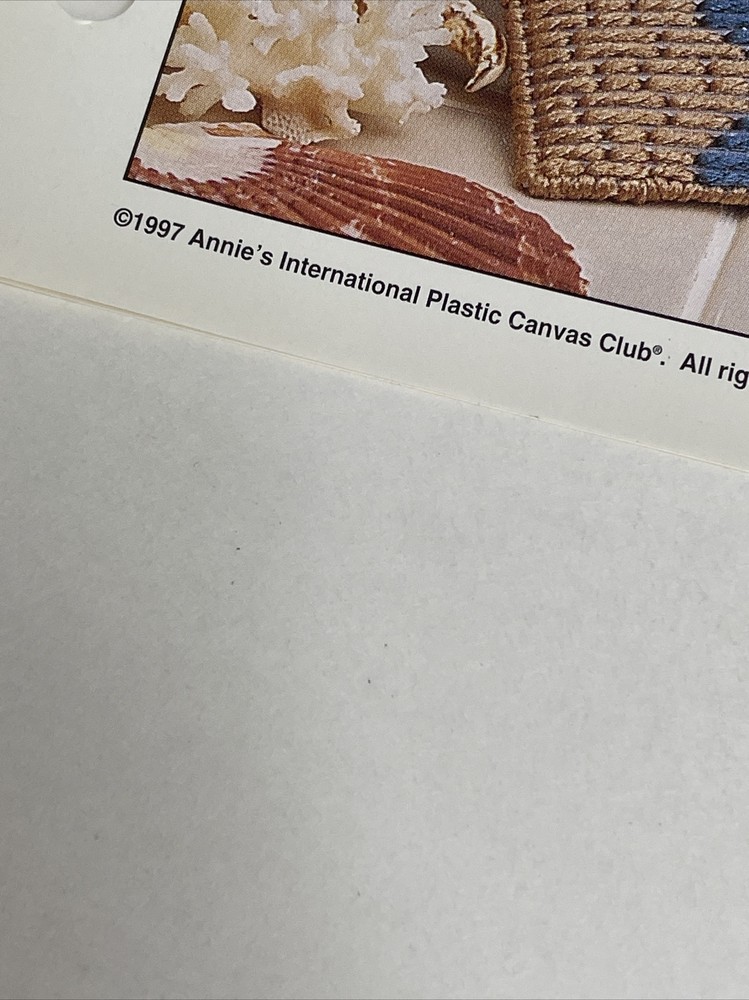 ©1997 Annie's International Plastic Canvas Club®. All rig